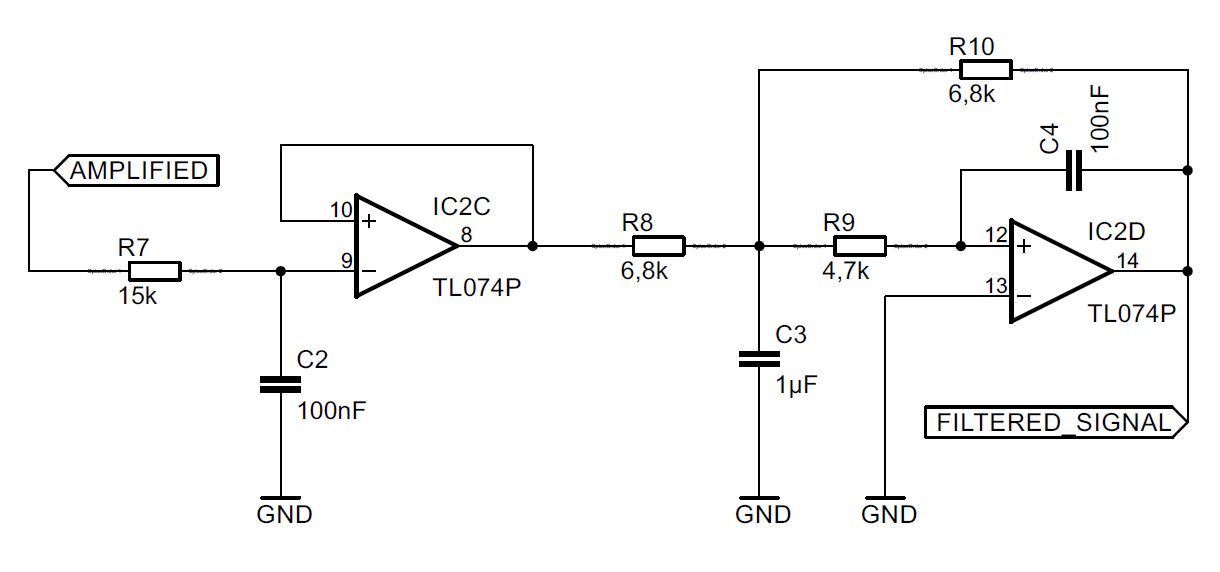 R10
6,8k
C4
100nF
AMPLIFIED
10
+
IC2C
8
9
−
TL074P
R7
15k
R8
6,8k
R9
4,7k
12
+
IC2D
14
13
−
TL074P
C2
100nF
C3
1µF
FILTERED_SIGNAL
GND
GND
GND